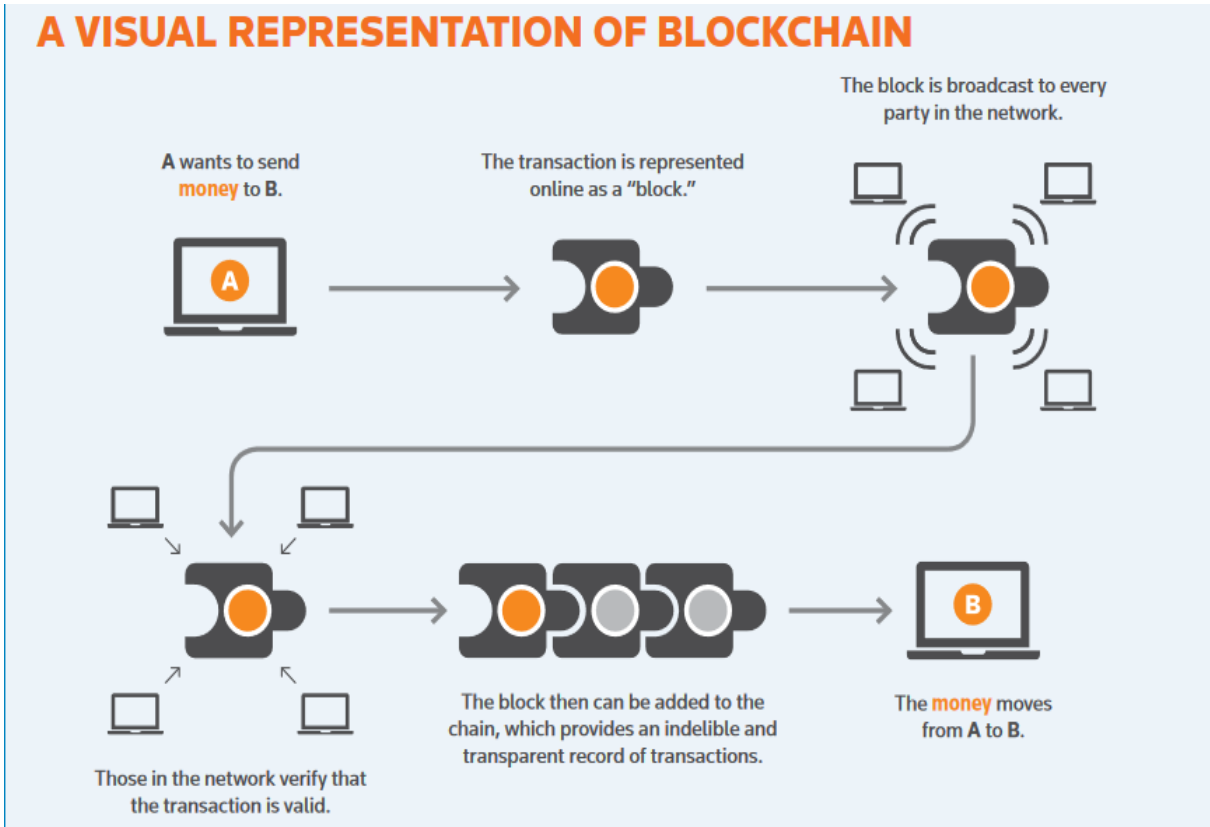 A VISUAL REPRESENTATION OF BLOCKCHAIN
A wants to send
money to B.
A
The transaction is represented
online as a “block.”
The block is broadcast to every
party in the network.
Those in the network verify that
the transaction is valid.
The block then can be added to the
chain, which provides an indelible and
transparent record of transactions.
B
The money moves
from A to B.